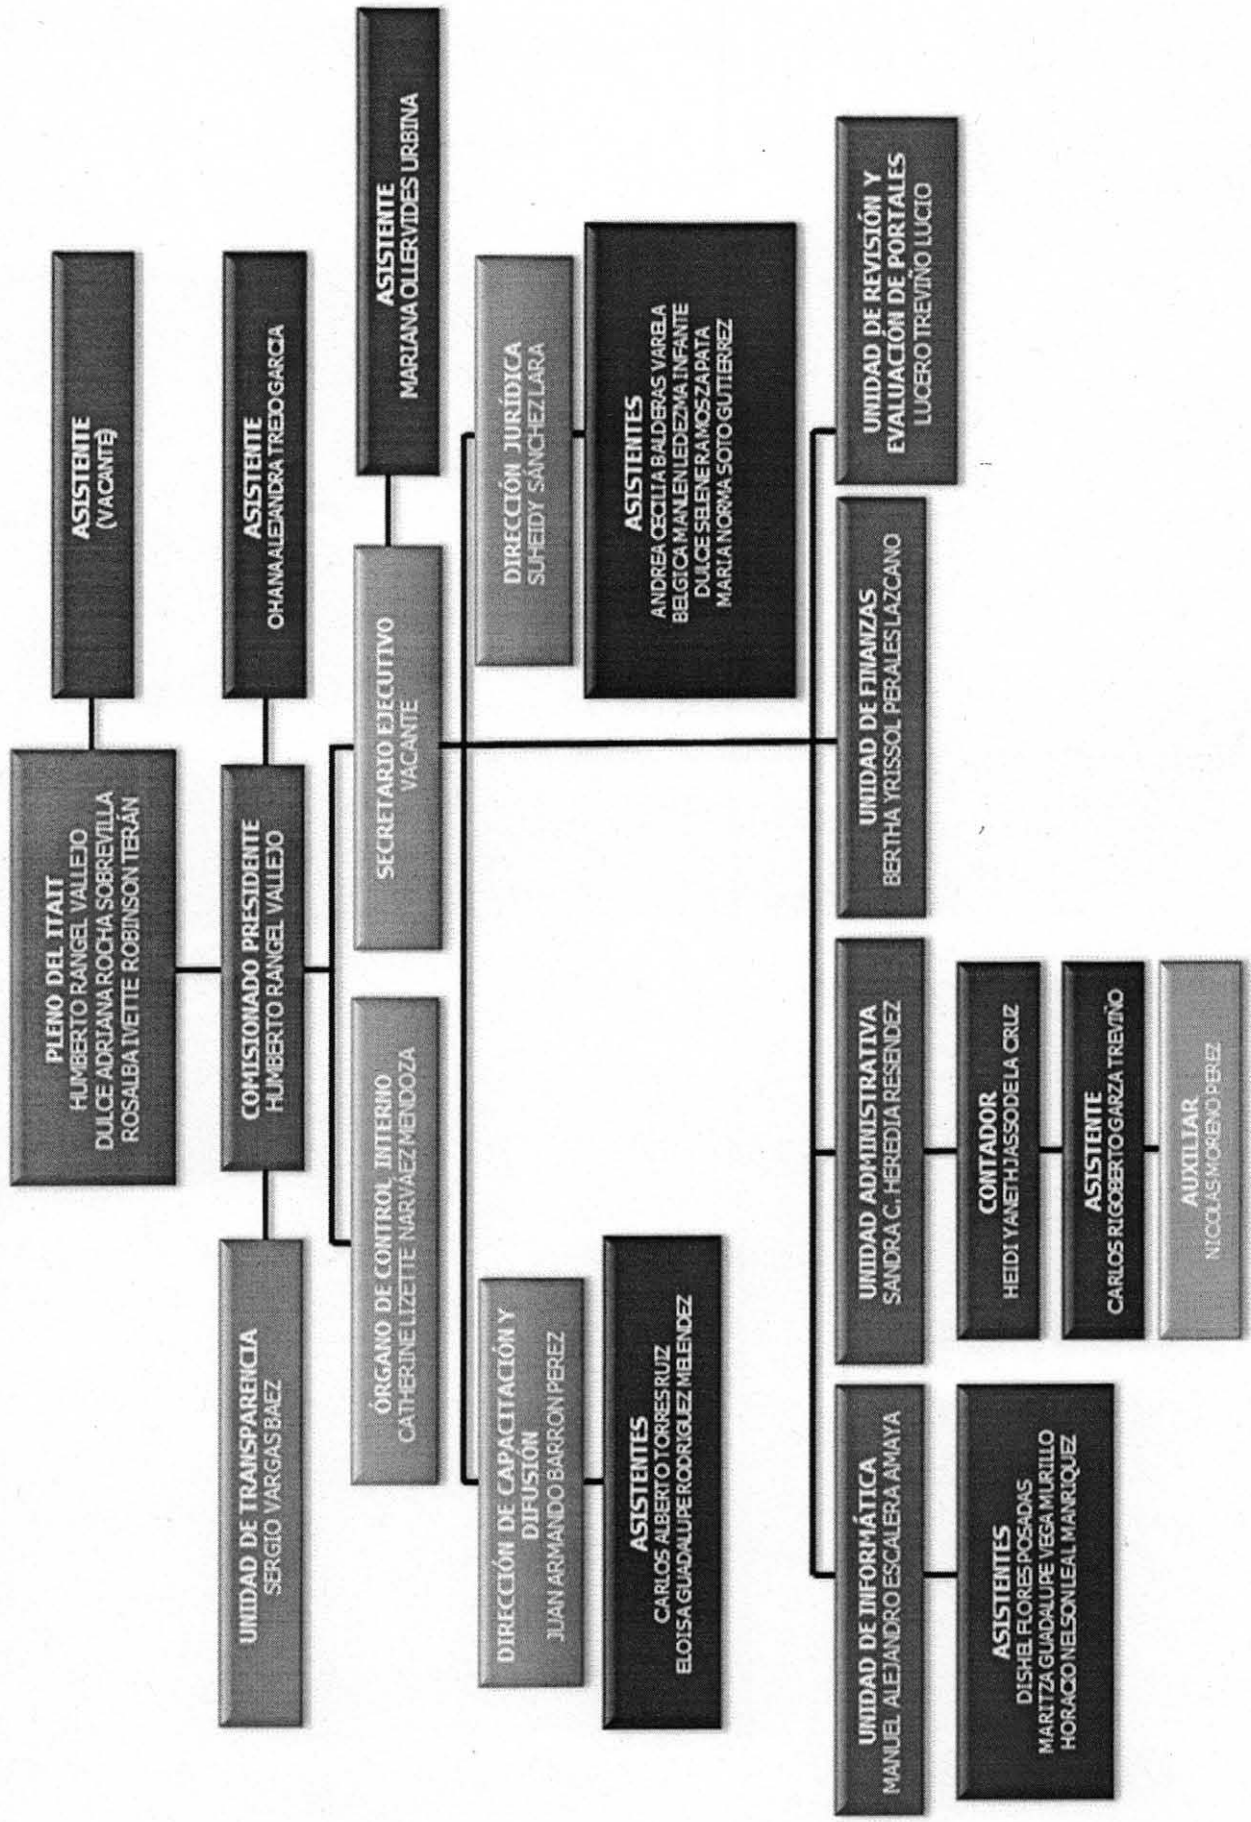 PLENO DEL ITAIT
HUMBERTO RANGEL VALLEJO
DULCE ADRIANA ROCHA SOBREVILLA
ROSALBA IVETTE ROBINSON TERÁN
ASISTENTE
(VACANTE)
UNIDAD DE TRANSPARENCIA
SERGIO VARGAS BAEZ
COMISIONADO PRESIDENTE
HUMBERTO RANGEL VALLEJO
ASISTENTE
OHANA ALEJANDRA TREJO GARCIA
ÓRGANO DE CONTROL INTERNO
CATHERINE LIZETTE NARVÁEZ MENDOZA
SECRETARIO EJECUTIVO
VACANTE
ASISTENTE
MARIANA OLLERVIDES URBINA
DIRECCIÓN DE CAPACITACIÓN Y
DIFUSIÓN
JUAN ARMANDO BARRON PEREZ
DIRECCIÓN JURÍDICA
SUHEIDY SÁNCHEZ LARA
ASISTENTES
CARLOS ALBERTO TORRES RUIZ
ELOISA GUADALUPE RODRIGUEZ MELENDEZ
ASISTENTES
ANDREA CECILLA BALDERAS VARELA
BELGICA MANLEN LEDEZMA INFANTE
DULCE SELENE RAMOS ZAPATA
MARIA NORMA SOTO GUTIERREZ
UNIDAD DE INFORMÁTICA
MANUEL ALEJANDRO ESCALERA AMAYA
UNIDAD ADMINISTRATIVA
SANDRA C. HEREDIA RESENDEZ
UNIDAD DE FINANZAS
BERTHA YRISSOL PERALES LAZCANO
UNIDAD DE REVISIÓN Y
EVALUACIÓN DE PORTALES
LUCERO TREVIÑO LUCIO
ASISTENTES
DISHEL FLORES POSADAS
MARITZA GUADALUPE VEGA MURILLO
HORACIO NELSON LEAL MANRIQUEZ
CONTADOR
HEIDI YANETH JASSO DE LA CRUZ
ASISTENTE
CARLOS RIGOBERTO GARZA TREVIÑO
AUXILIAR
NICOLAS MORENO PEREZ